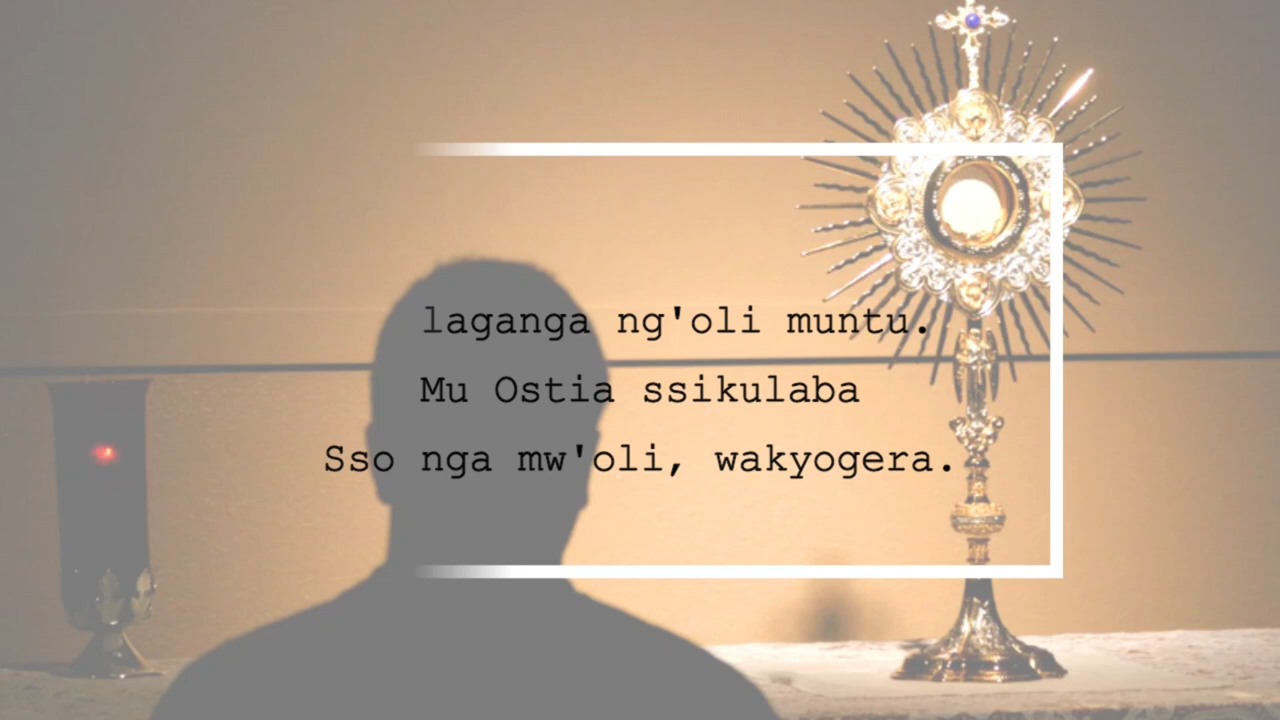 laganga ng'oli muntu.
Mu Ostia ssikulaba
Sso nga mw'oli, wakyogera.